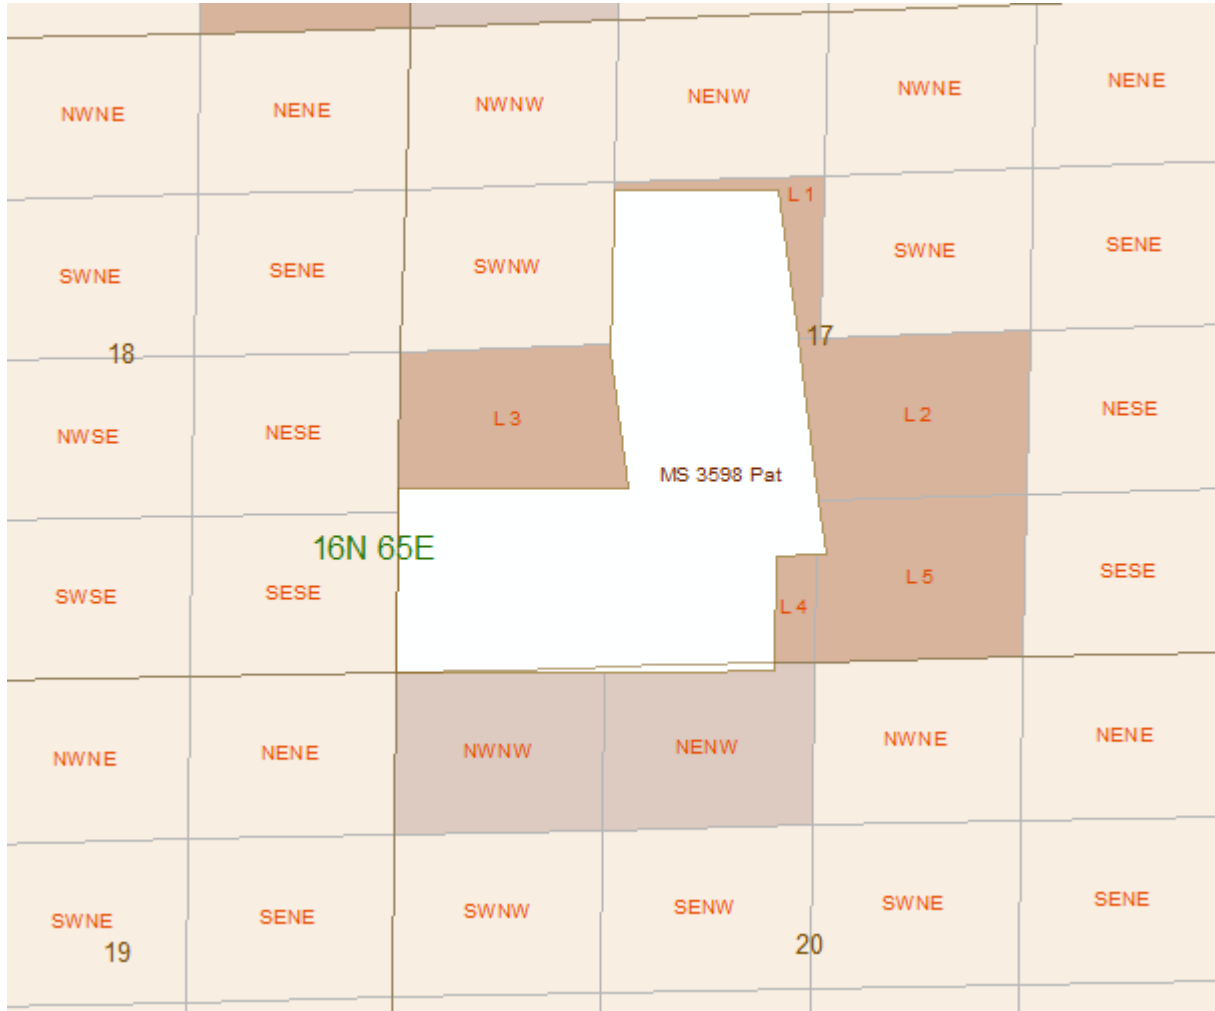 NWNE
NENE
NWNW
NENW
NWNE
NENE
L 1
SWNE
SENE
SWNW
SWNE
SENE
18
17
L 3
L 2
NWSE
NESE
NESE
MS 3598 Pat
16N 65E
SWSE
SESE
L 4
L 5
SESE
NWNE
NENE
NWNW
NENW
NWNE
NENE
SWNE
SENE
SWNW
SENW
SWNE
SENE
19
20